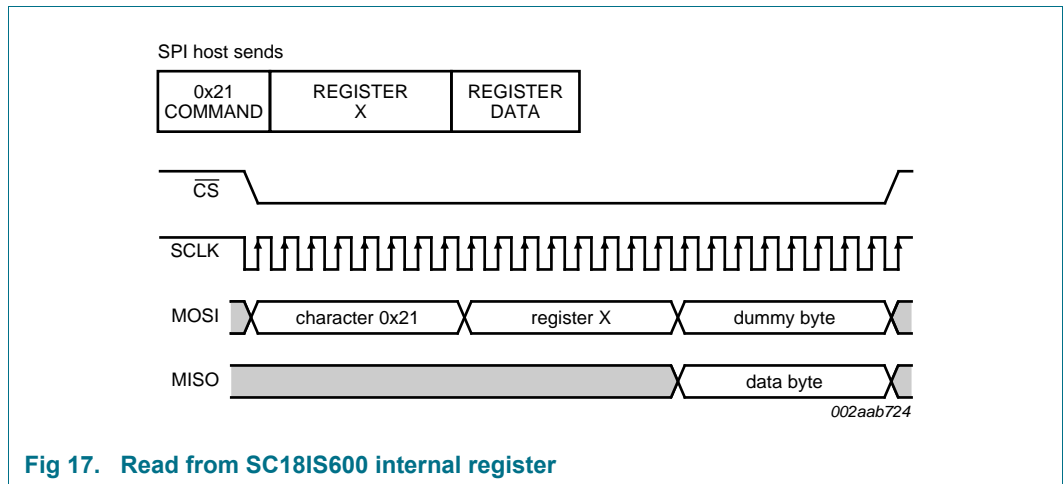 SPI host sends
0x21 COMMAND
REGISTER X
REGISTER DATA
CS
SCLK
MOSI
character 0x21
register X
dummy byte
MISO
data byte
002aab724
Fig 17. Read from SC18IS600 internal register